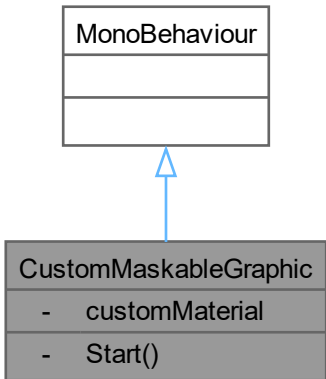 MonoBehaviour
CustomMaskableGraphic
- customMaterial
- Start()